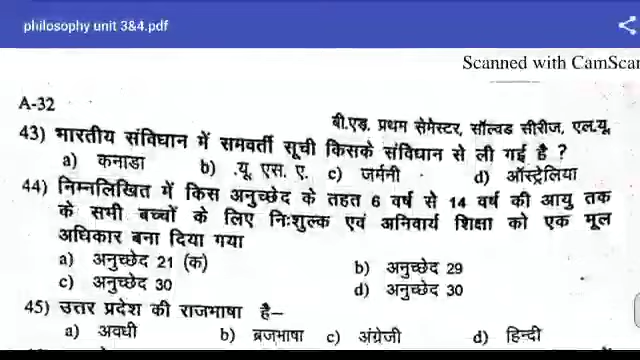 philosophy unit 3&4.pdf
Scanned with CamScan
A-32
बी.एड. प्रथम सेमेस्टर, सॉल्वड सीरीज, एल.यू.
43) भारतीय संविधान में समवर्ती सूची किसके संविधान से ली गई है ?
a) कनाडा b) .यू. एस. ए. c) जर्मनी d) ऑस्ट्रेलिया
44) निम्नलिखित में किस अनुच्छेद के तहत 6 वर्ष से 14 वर्ष की आयु तक
के सभी बच्चों के लिए निःशुल्क एवं अनिवार्य शिक्षा को एक मूल
अधिकार बना दिया गया
a) अनुच्छेद 21 (क) b) अनुच्छेद 29
c) अनुच्छेद 30 d) अनुच्छेद 30
45) उत्तर प्रदेश की राजभाषा है–
a) अवधी b) ब्रजभाषा c) अंग्रेजी d) हिन्दी